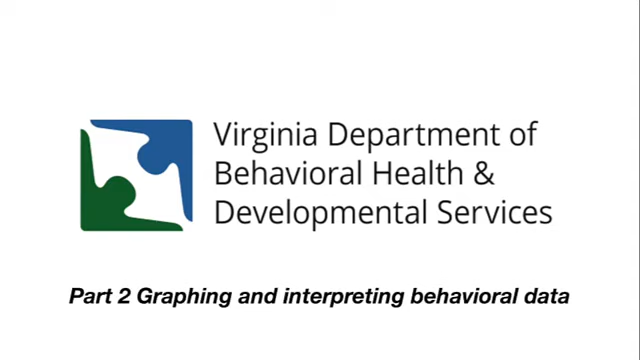 Virginia Department of
Behavioral Health &
Developmental Services
Part 2 Graphing and interpreting behavioral data